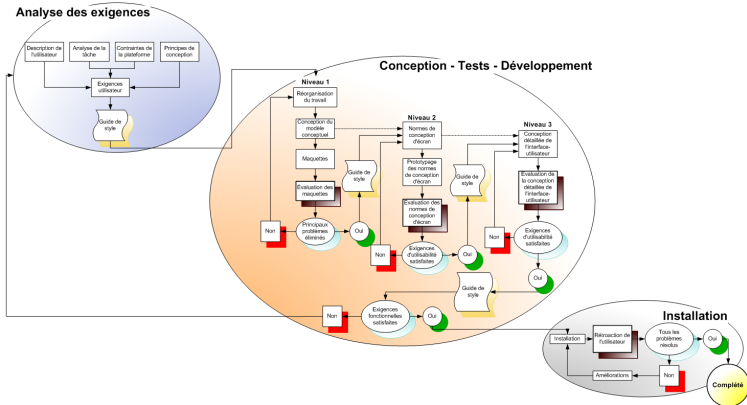 Analyse des exigences
Description de
l'utilisateur
Analyse de la
tâche
Contraintes de
la plateforme
Principes de
conception
Exigences
utilisateur
Guide de
style
Conception - Tests - Développement
Niveau 1
Réorganisation
du travail
Conception du
modèle
conceptuel
Maquettes
Evaluation des
maquettes
Principaux
problèmes
éliminés
Non
Oui
Guide de
style
Niveau 2
Normes de
conception
d'écran
Prototypage
des normes
de conception
d'écran
Evaluation des
normes de
conception
d'écran
Exigences
d'utilisabilité
satisfaites
Non
Oui
Guide de
style
Niveau 3
Conception
détaillée de
l'interface-
utilisateur
Evaluation de
la conception
détaillée de
l'interface-
utilisateur
Exigences
d'utilisabilité
satisfaites
Non
Oui
Guide de
style
Exigences
fonctionnelles
satisfaites
Non
Oui
Installation
Installation
Rétroaction de
l'utilisateur
Tous les
problèmes
résolus
Oui
Non
Améliorations
Complété